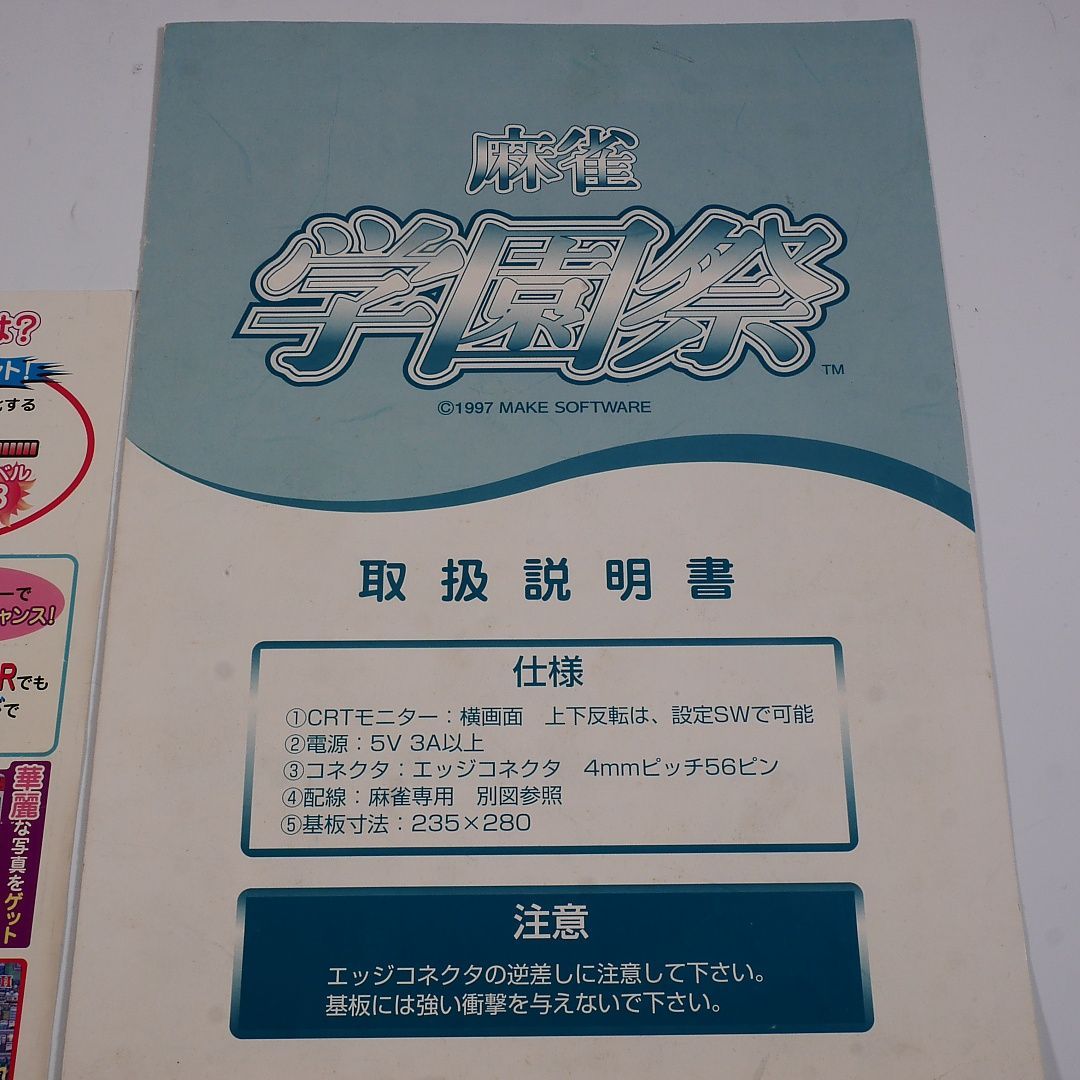 麻雀
学園祭
TM
©1997 MAKE SOFTWARE
取扱説明書
仕様
①CRTモニター：横画面　上下反転は、設定SWで可能
②電源：5V 3A以上
③コネクタ：エッジコネクタ　4mmピッチ56ピン
④配線：麻雀専用　別図参照
⑤基板寸法：235×280
注意
エッジコネクタの逆差しに注意して下さい。
基板には強い衝撃を与えないで下さい。
は?
ット!
する
ベル
3
ーで
ャンス!
Rでも
で
華麗な写真をゲット